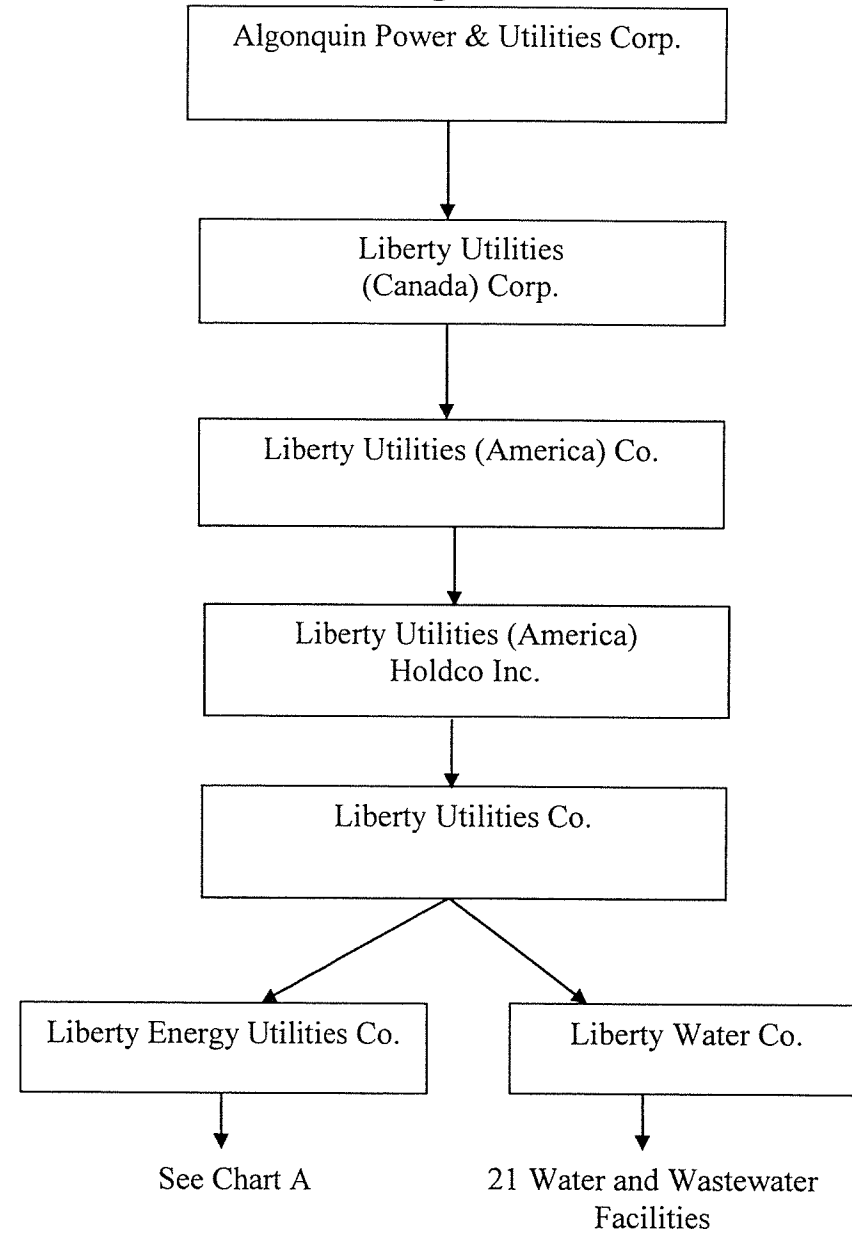 Algonquin Power & Utilities Corp.
Liberty Utilities
(Canada) Corp.
Liberty Utilities (America) Co.
Liberty Utilities (America)
Holdco Inc.
Liberty Utilities Co.
Liberty Energy Utilities Co.
Liberty Water Co.
See Chart A
21 Water and Wastewater
Facilities